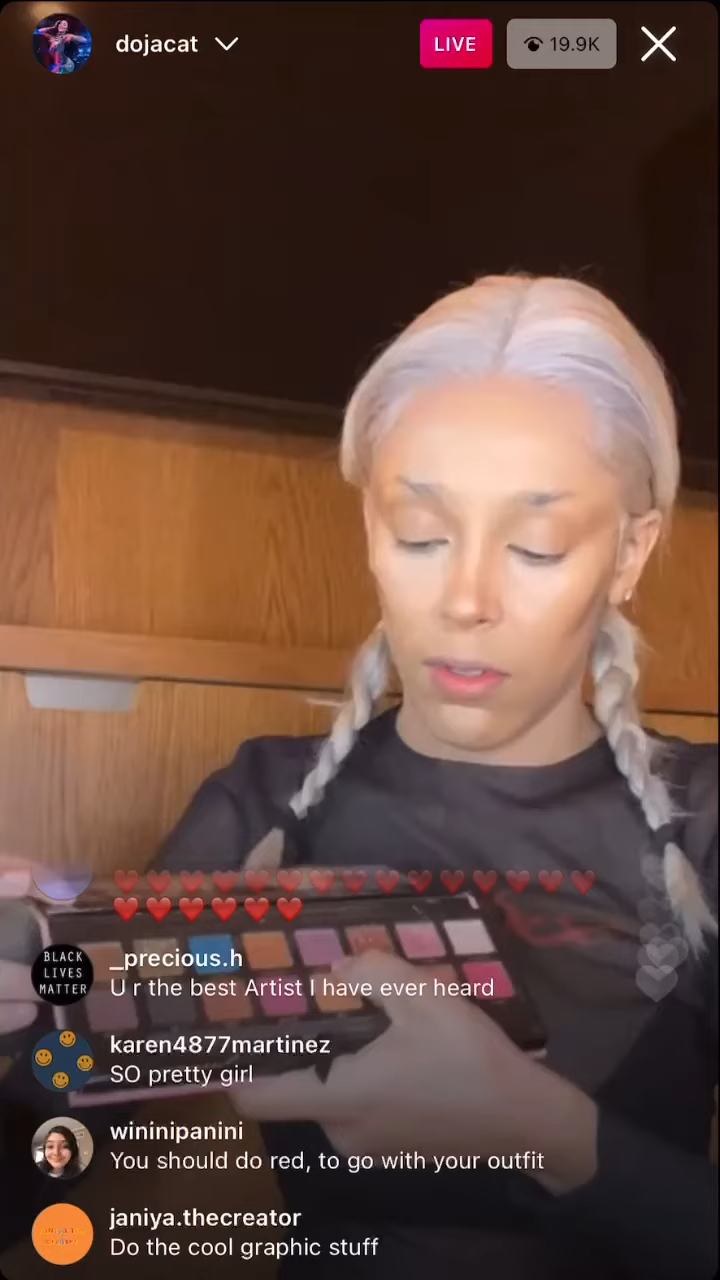 dojacat
LIVE
19.9K
❤️❤️❤️❤️❤️❤️❤️❤️❤️❤️❤️❤️❤️❤️❤️
❤️❤️❤️❤️❤️❤️
BLACK
LIVES
MATTER
_precious.h
U r the best Artist I have ever heard
karen4877martinez
SO pretty girl
wininipanini
You should do red, to go with your outfit
janiya.thecreator
Do the cool graphic stuff